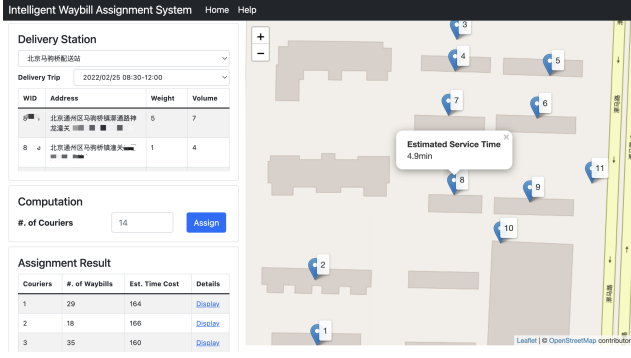 Intelligent Waybill Assignment System Home Help
Delivery Station
北京马驹桥配送站
Delivery Trip 2022/02/25 08:30-12:00
WID Address Weight Volume
8 北京通州区马驹桥镇漷通路神 5 7
龙潼关
8 北京通州区马驹桥镇潼关 1 4
Computation
#. of Couriers 14 Assign
Assignment Result
Couriers #. of Waybills Est. Time Cost Details
1 29 164 Display
2 18 166 Display
3 35 160 Display
+
−
3
4
5
7
6
Estimated Service Time ×
4.9min
8
9
11
10
2
1
Leaflet | © OpenStreetMap contributor